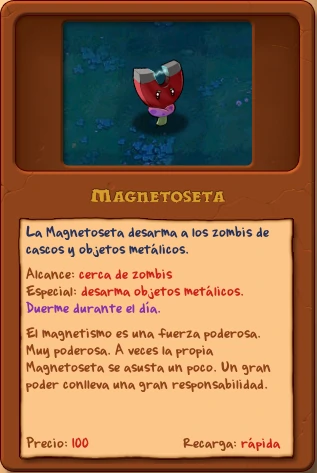 Magnetoseta
La Magnetoseta desarma a los zombis de
cascos y objetos metálicos.
Alcance: cerca de zombis
Especial: desarma objetos metálicos.
Duerme durante el día.
El magnetismo es una fuerza poderosa.
Muy poderosa. A veces la propia
Magnetoseta se asusta un poco. Un gran
poder conlleva una gran responsabilidad.
Precio: 100 Recarga: rápida